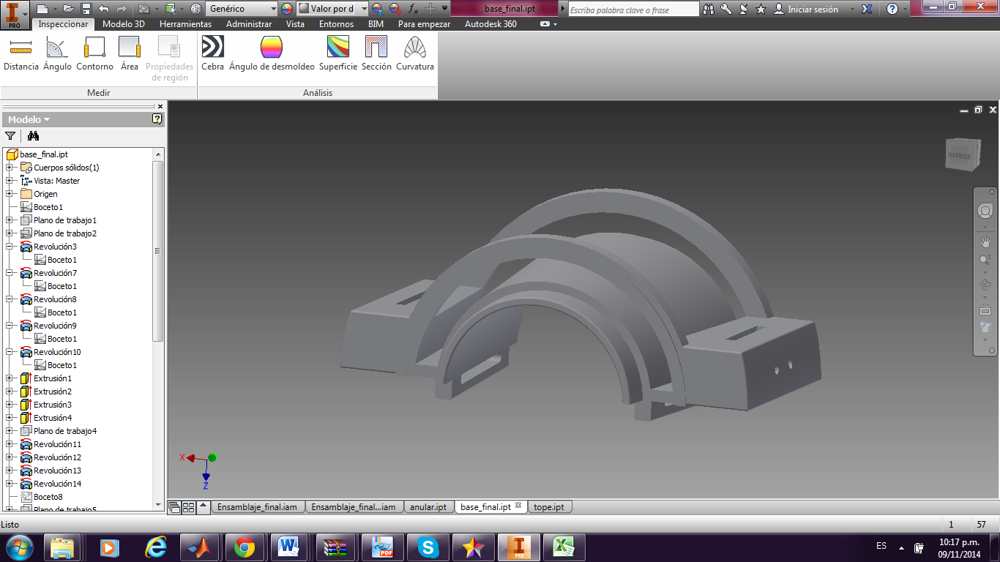 Genérico
Valor por d
base_final.ipt
Escriba palabra clave o frase
Iniciar sesión
PRO
Inspeccionar
Modelo 3D
Herramientas
Administrar
Vista
Entornos
BIM
Para empezar
Autodesk 360
Distancia
Ángulo
Contorno
Área
Propiedades
de región
Cebra
Ángulo de desmoldeo
Superficie
Sección
Curvatura
Medir
Análisis
Modelo
base_final.ipt
Cuerpos sólidos(1)
Vista: Master
Origen
Boceto1
Plano de trabajo1
Plano de trabajo2
Revolución3
Boceto1
Revolución7
Boceto1
Revolución8
Boceto1
Revolución9
Boceto1
Revolución10
Boceto1
Extrusión1
Extrusión2
Extrusión3
Extrusión4
Plano de trabajo4
Revolución11
Revolución12
Revolución13
Revolución14
Boceto8
Plano de trabajo5
INFERIOR
X
Z
Ensamblaje_final.iam
Ensamblaje_final...iam
anular.ipt
base_final.ipt
tope.ipt
Listo
1
57
PDF
PRO
ES
10:17 p.m.
09/11/2014